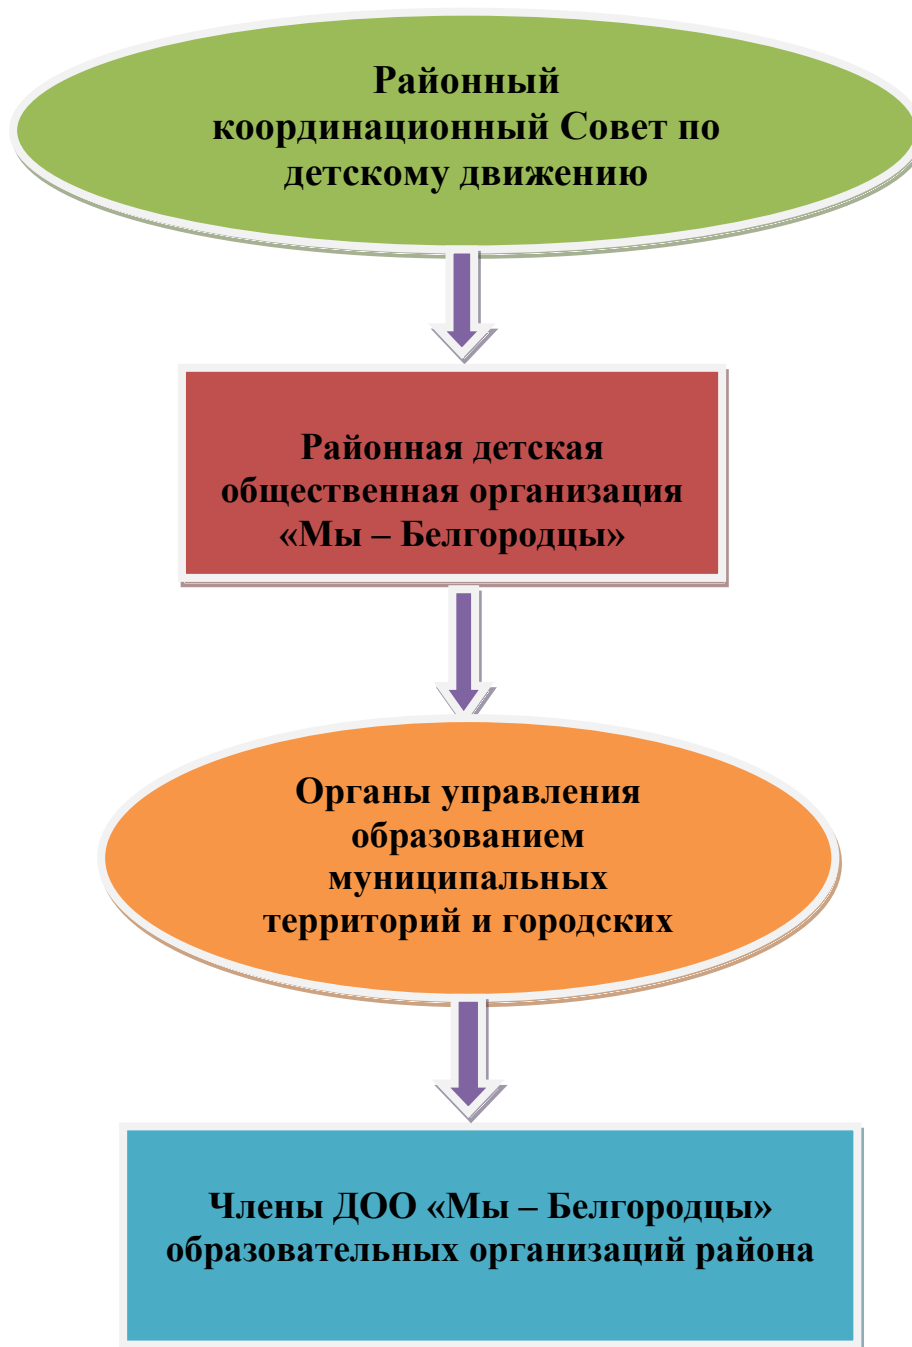 Районный
координационный Совет по
детскому движению
Районная детская
общественная организация
«Мы – Белгородцы»
Органы управления
образованием
муниципальных
территорий и городских
Члены ДОО «Мы – Белгородцы»
образовательных организаций района